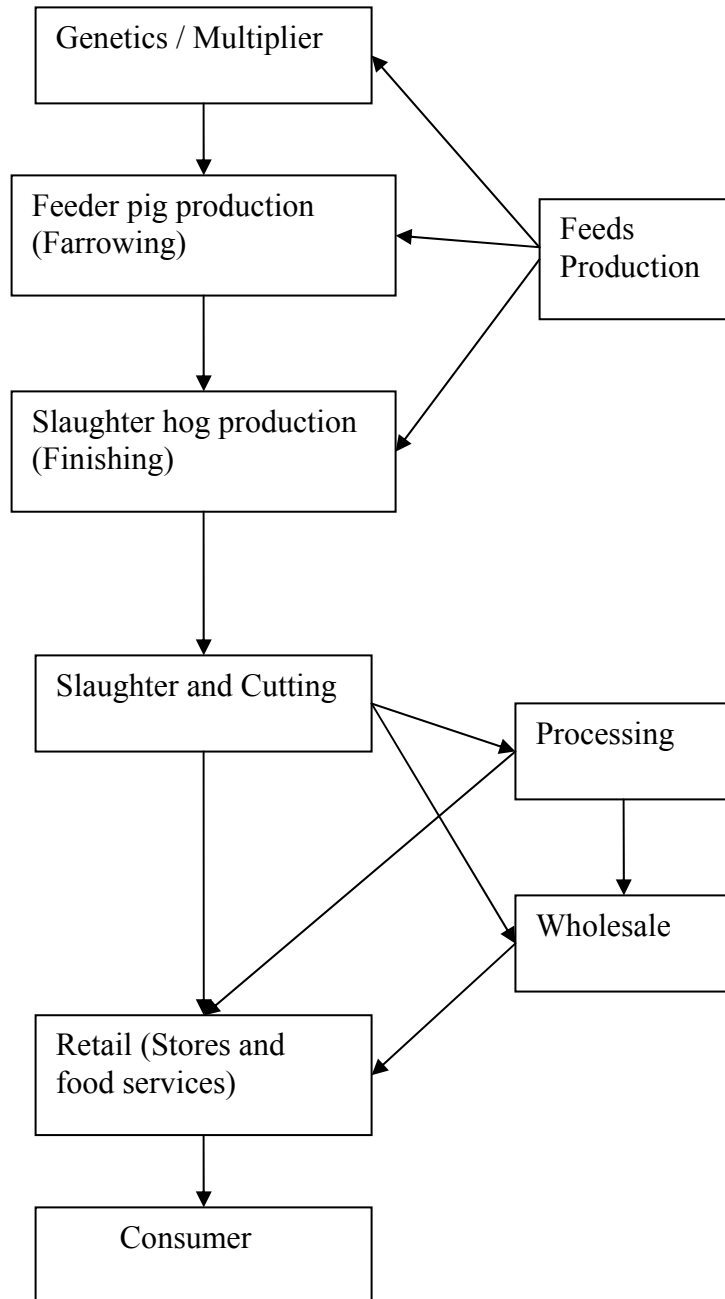 Genetics / Multiplier
Feeder pig production
(Farrowing)
Feeds
Production
Slaughter hog production
(Finishing)
Slaughter and Cutting
Processing
Wholesale
Retail (Stores and
food services)
Consumer